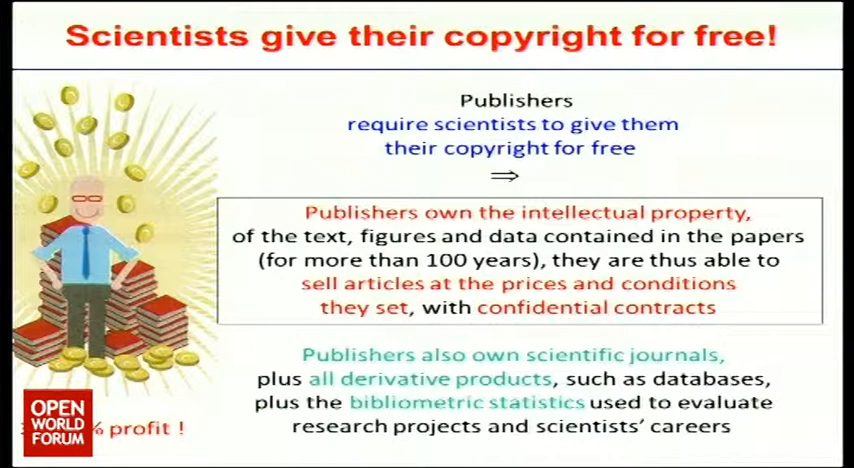 Scientists give their copyright for free!
Publishers
require scientists to give them
their copyright for free
⇒
Publishers own the intellectual property,
of the text, figures and data contained in the papers
(for more than 100 years), they are thus able to
sell articles at the prices and conditions
they set, with confidential contracts
Publishers also own scientific journals,
plus all derivative products, such as databases,
plus the bibliometric statistics used to evaluate
research projects and scientists' careers
% profit !
OPEN
WORLD
FORUM